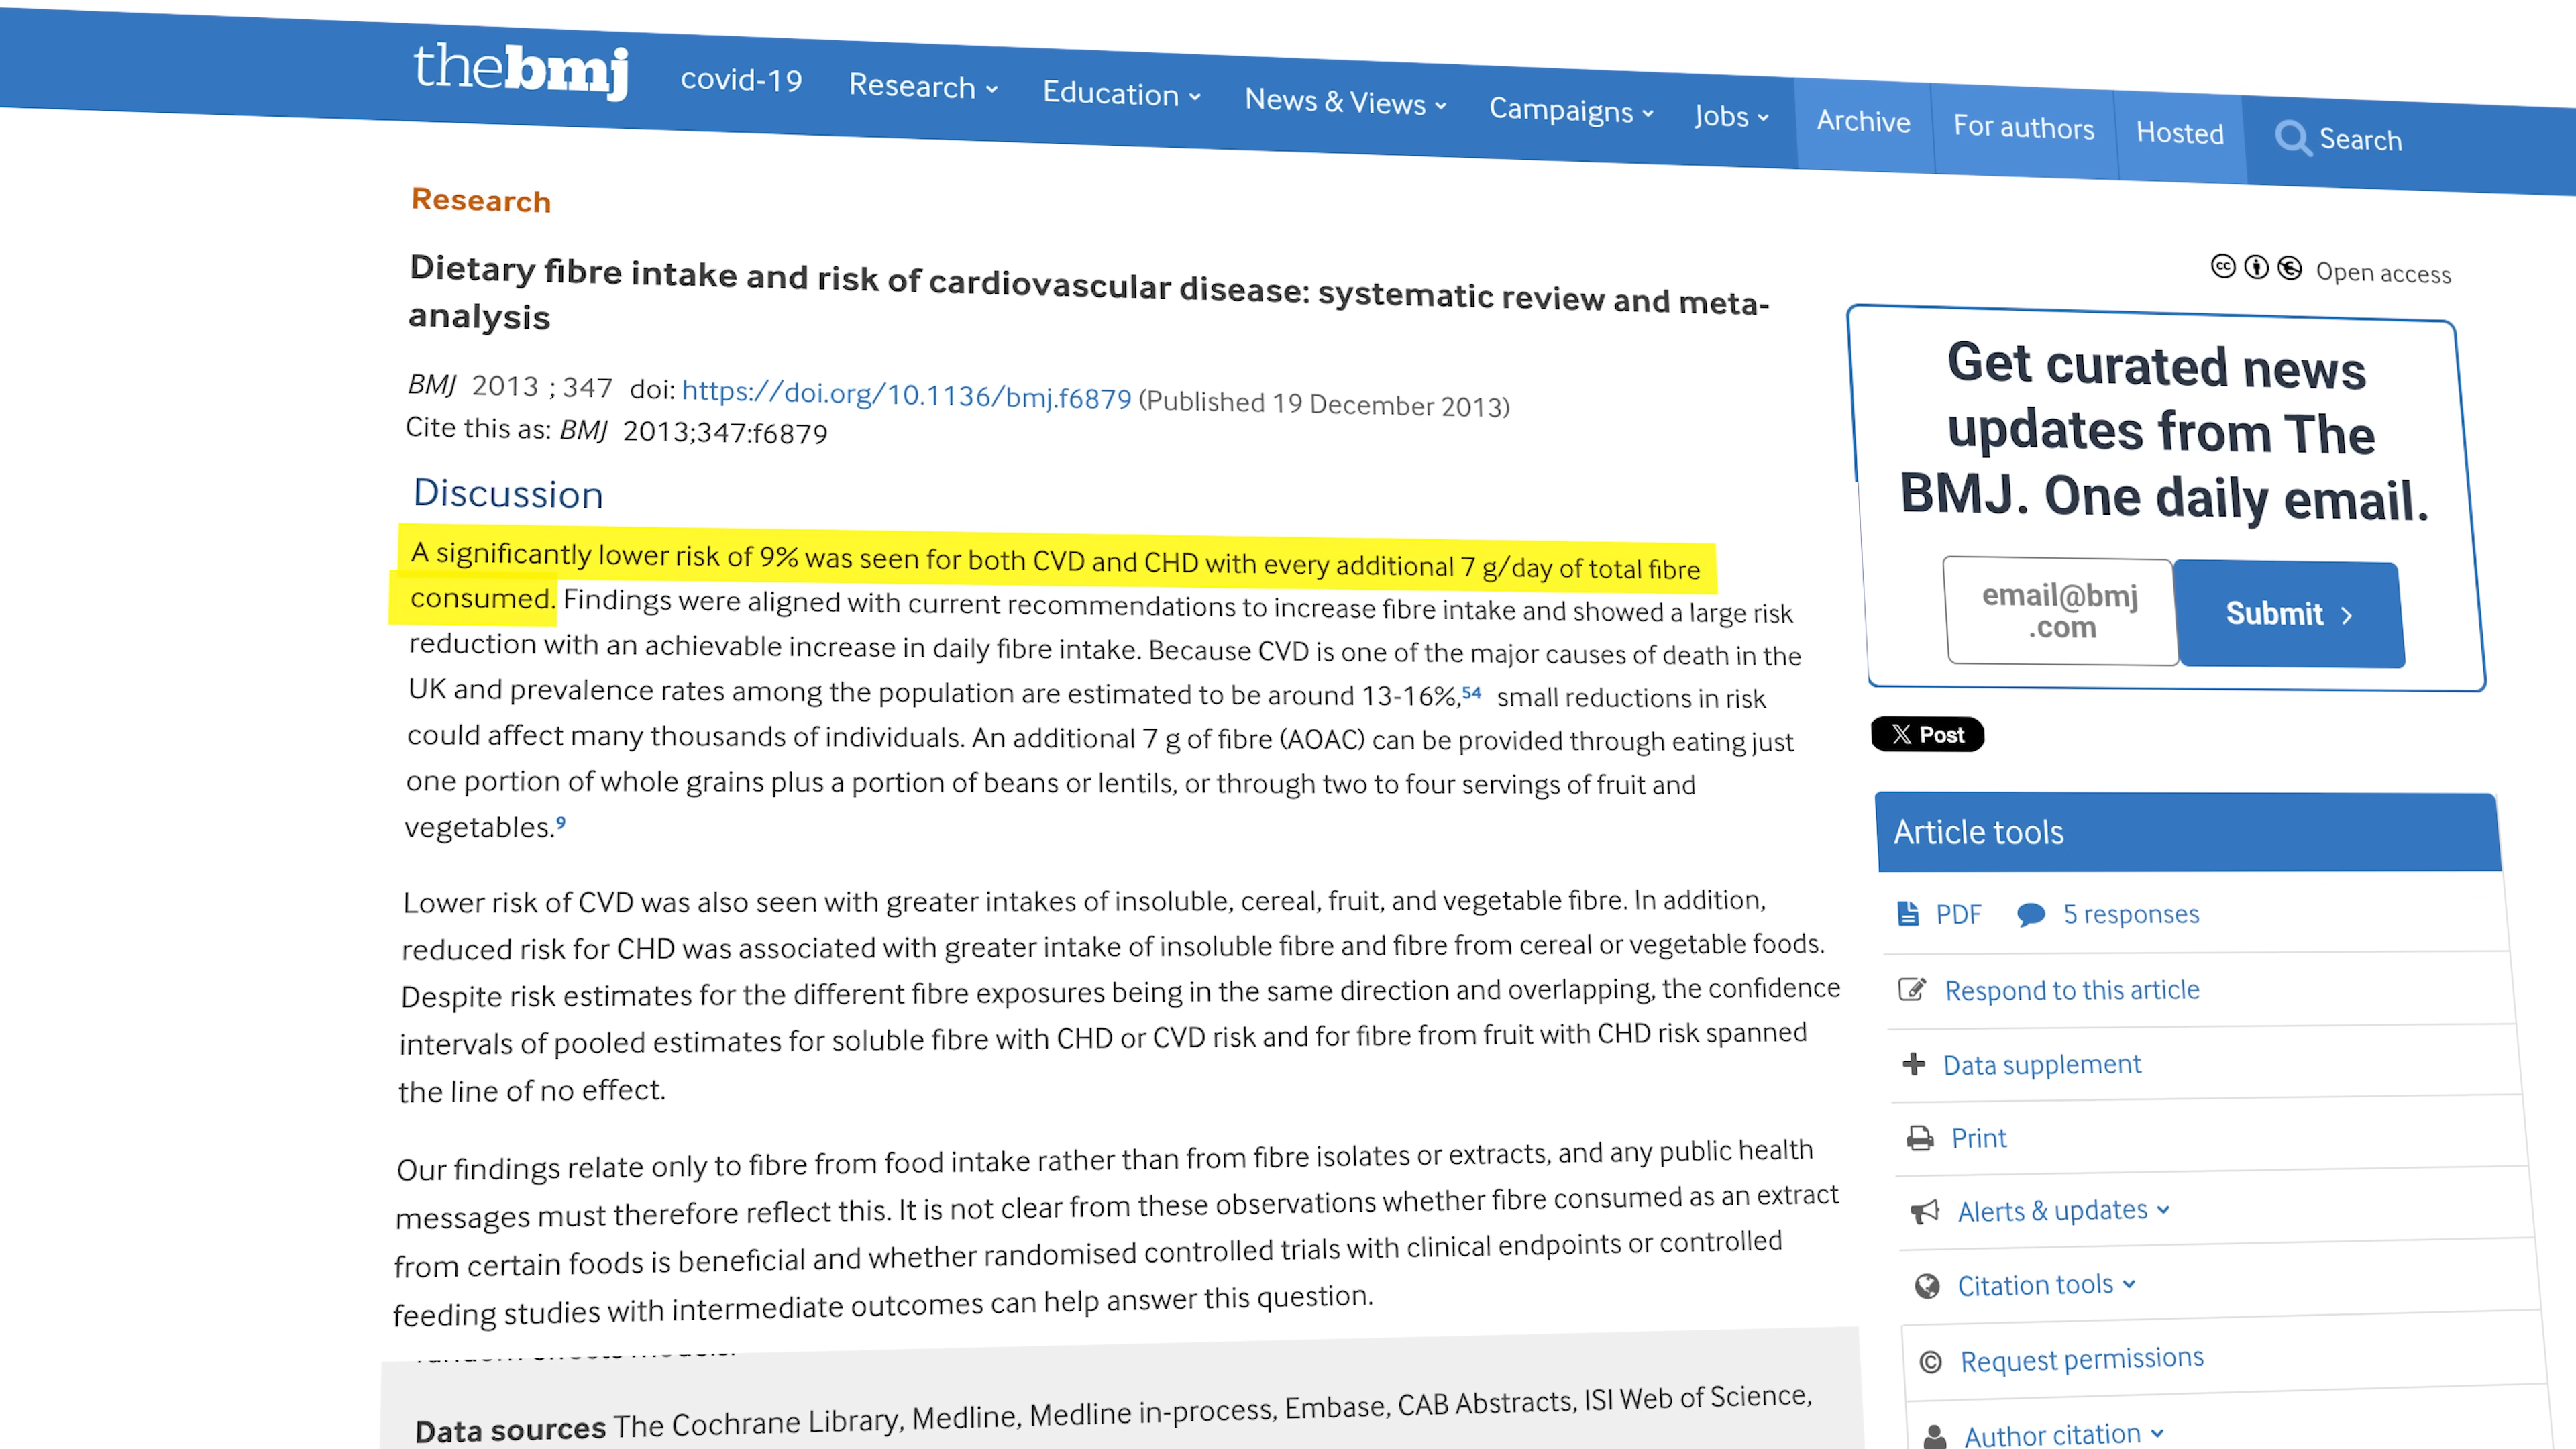 thebmj covid-19 Research Education News & Views Campaigns Jobs Archive For authors Hosted Search
Research
Dietary fibre intake and risk of cardiovascular disease: systematic review and meta-
analysis
BMJ 2013 ; 347 doi: https://doi.org/10.1136/bmj.f6879 (Published 19 December 2013)
Cite this as: BMJ 2013;347:f6879
Discussion
A significantly lower risk of 9% was seen for both CVD and CHD with every additional 7 g/day of total fibre
consumed. Findings were aligned with current recommendations to increase fibre intake and showed a large risk
reduction with an achievable increase in daily fibre intake. Because CVD is one of the major causes of death in the
UK and prevalence rates among the population are estimated to be around 13-16%,54 small reductions in risk
could affect many thousands of individuals. An additional 7 g of fibre (AOAC) can be provided through eating just
one portion of whole grains plus a portion of beans or lentils, or through two to four servings of fruit and
vegetables.9
Lower risk of CVD was also seen with greater intakes of insoluble, cereal, fruit, and vegetable fibre. In addition,
reduced risk for CHD was associated with greater intake of insoluble fibre and fibre from cereal or vegetable foods.
Despite risk estimates for the different fibre exposures being in the same direction and overlapping, the confidence
intervals of pooled estimates for soluble fibre with CHD or CVD risk and for fibre from fruit with CHD risk spanned
the line of no effect.
Our findings relate only to fibre from food intake rather than from fibre isolates or extracts, and any public health
messages must therefore reflect this. It is not clear from these observations whether fibre consumed as an extract
from certain foods is beneficial and whether randomised controlled trials with clinical endpoints or controlled
feeding studies with intermediate outcomes can help answer this question.
Data sources The Cochrane Library, Medline, Medline in-process, Embase, CAB Abstracts, ISI Web of Science,
Open access
Get curated news
updates from The
BMJ. One daily email.
email@bmj
.com
Submit
X Post
Article tools
PDF 5 responses
Respond to this article
Data supplement
Print
Alerts & updates
Citation tools
© Request permissions
Author citation